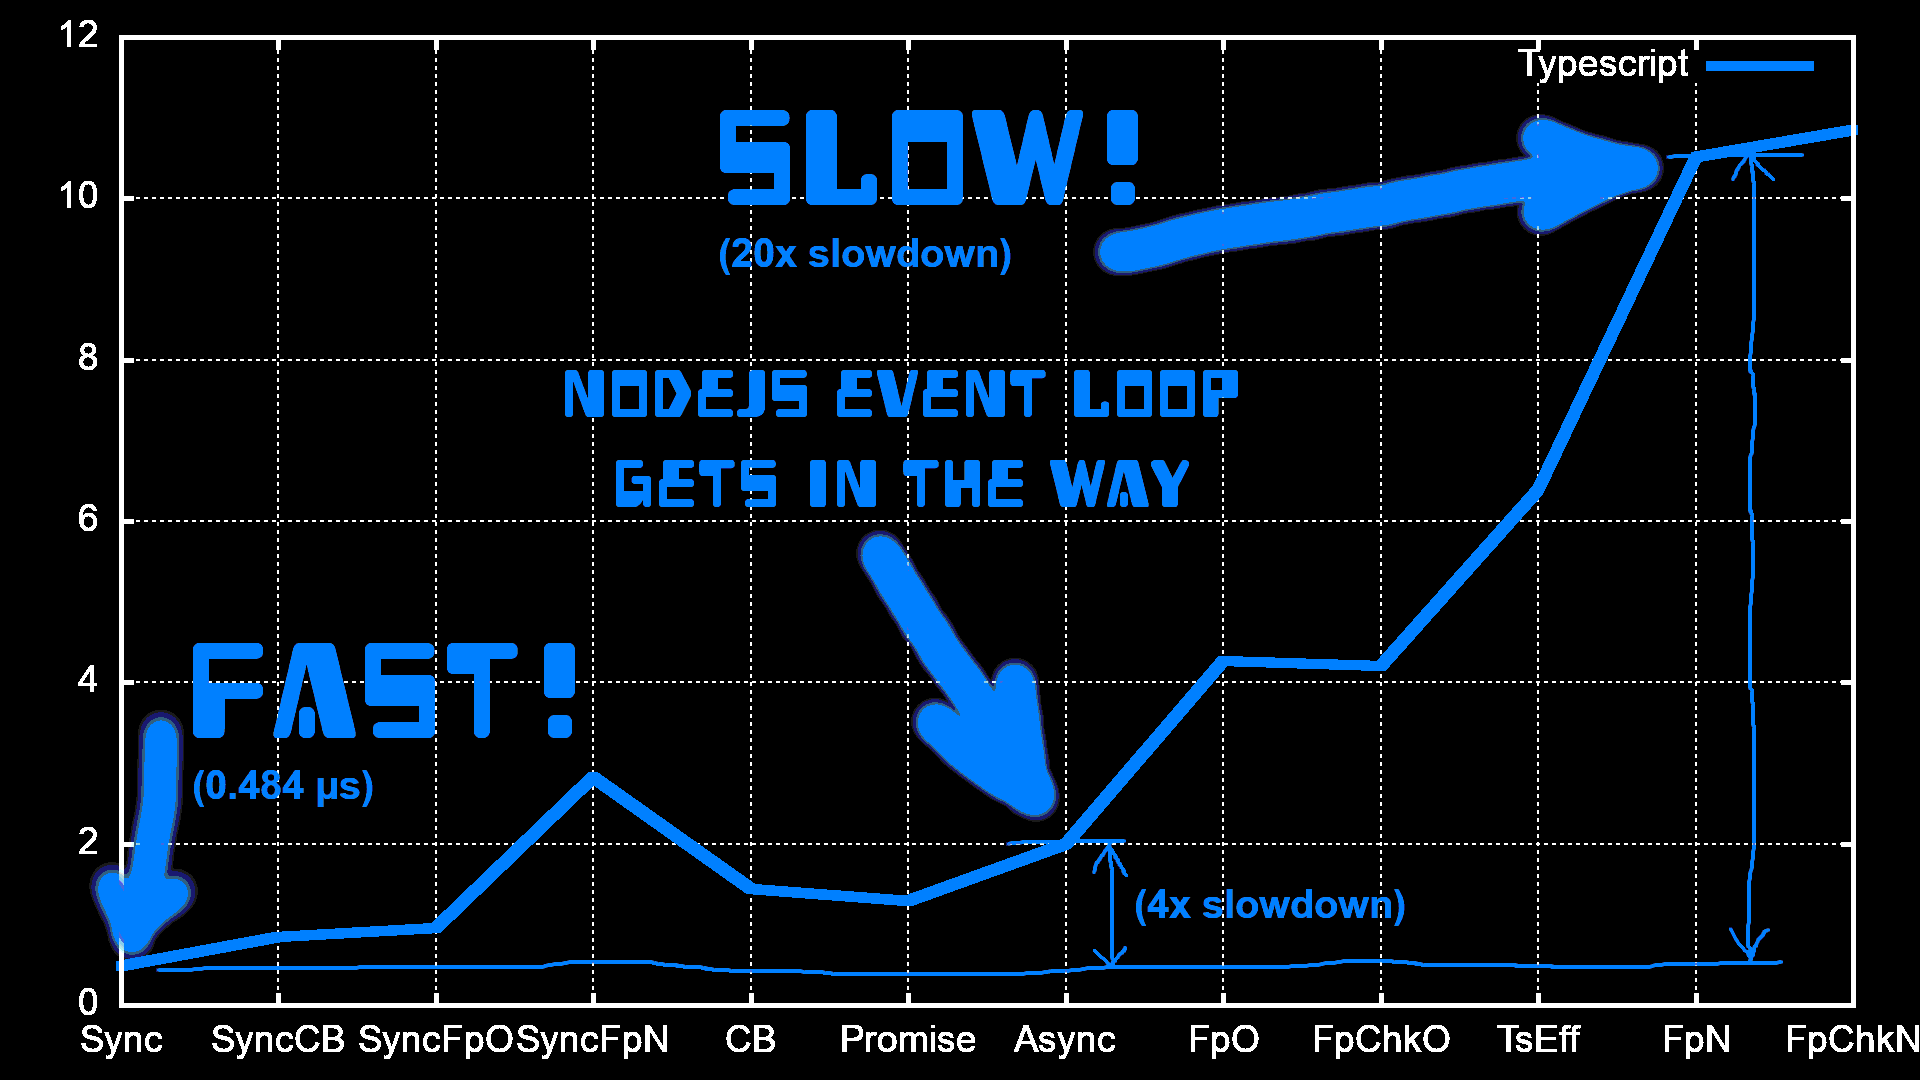 12
Typescript
SLOW!
10
(20x slowdown)
8
NODEJS EVENT LOOP
GETS IN THE WAY
6
FAST!
4
(0.484 µs)
2
(4x slowdown)
0
Sync SyncCB SyncFpO SyncFpN CB Promise Async FpO FpChkO TsEff FpN FpChkN